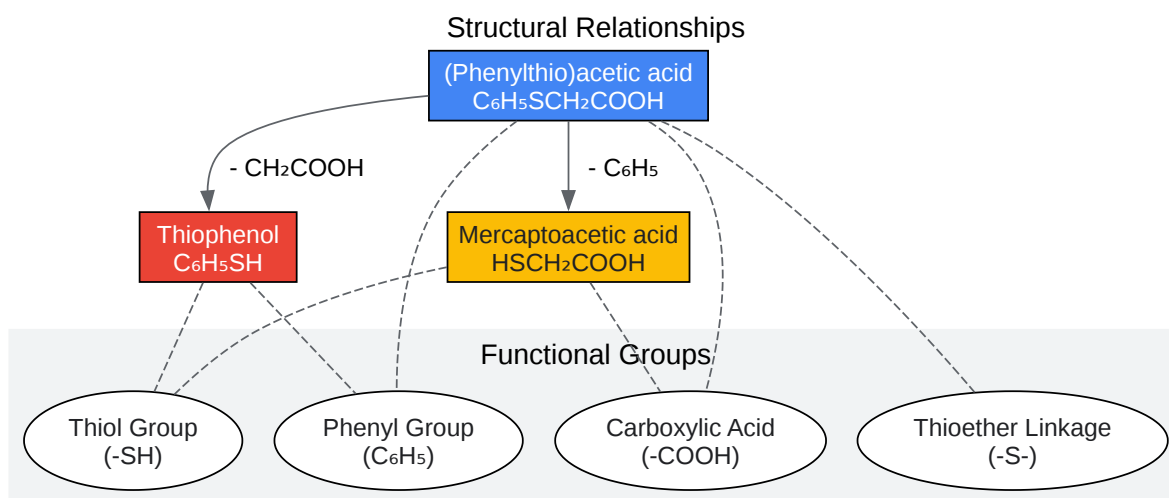 Structural Relationships
(Phenylthio)acetic acid
C₆H₅SCH₂COOH
- CH₂COOH
- C₆H₅
Thiophenol
C₆H₅SH
Mercaptoacetic acid
HSCH₂COOH
Functional Groups
Thiol Group
(-SH)
Phenyl Group
(C₆H₅)
Carboxylic Acid
(-COOH)
Thioether Linkage
(-S-)